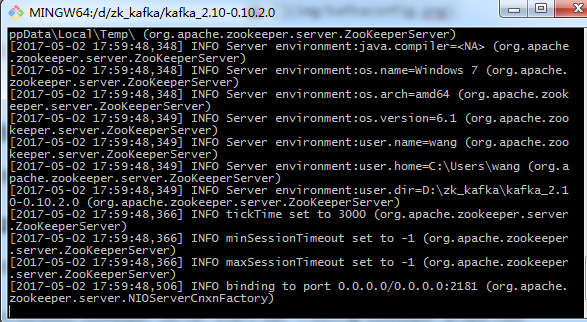 MINGW64:/d/zk_kafka/kafka_2.10-0.10.2.0
ppData\Local\Temp\ (org.apache.zookeeper.server.ZooKeeperServer)
[2017-05-02 17:59:48,348] INFO Server environment:java.compiler=<NA> (org.apache
.zookeeper.server.ZooKeeperServer)
[2017-05-02 17:59:48,348] INFO Server environment:os.name=Windows 7 (org.apache.
zookeeper.server.ZooKeeperServer)
[2017-05-02 17:59:48,349] INFO Server environment:os.arch=amd64 (org.apache.zook
eeper.server.ZooKeeperServer)
[2017-05-02 17:59:48,349] INFO Server environment:os.version=6.1 (org.apache.zoo
keeper.server.ZooKeeperServer)
[2017-05-02 17:59:48,349] INFO Server environment:user.name=wang (org.apache.zoo
keeper.server.ZooKeeperServer)
[2017-05-02 17:59:48,349] INFO Server environment:user.home=C:\Users\wang (org.a
pache.zookeeper.server.ZooKeeperServer)
[2017-05-02 17:59:48,349] INFO Server environment:user.dir=D:\zk_kafka\kafka_2.1
0-0.10.2.0 (org.apache.zookeeper.server.ZooKeeperServer)
[2017-05-02 17:59:48,366] INFO tickTime set to 3000 (org.apache.zookeeper.server
.ZooKeeperServer)
[2017-05-02 17:59:48,366] INFO minSessionTimeout set to -1 (org.apache.zookeeper
.server.ZooKeeperServer)
[2017-05-02 17:59:48,366] INFO maxSessionTimeout set to -1 (org.apache.zookeeper
.server.ZooKeeperServer)
[2017-05-02 17:59:48,506] INFO binding to port 0.0.0.0/0.0.0.0:2181 (org.apache.
zookeeper.server.NIOServerCnxnFactory)